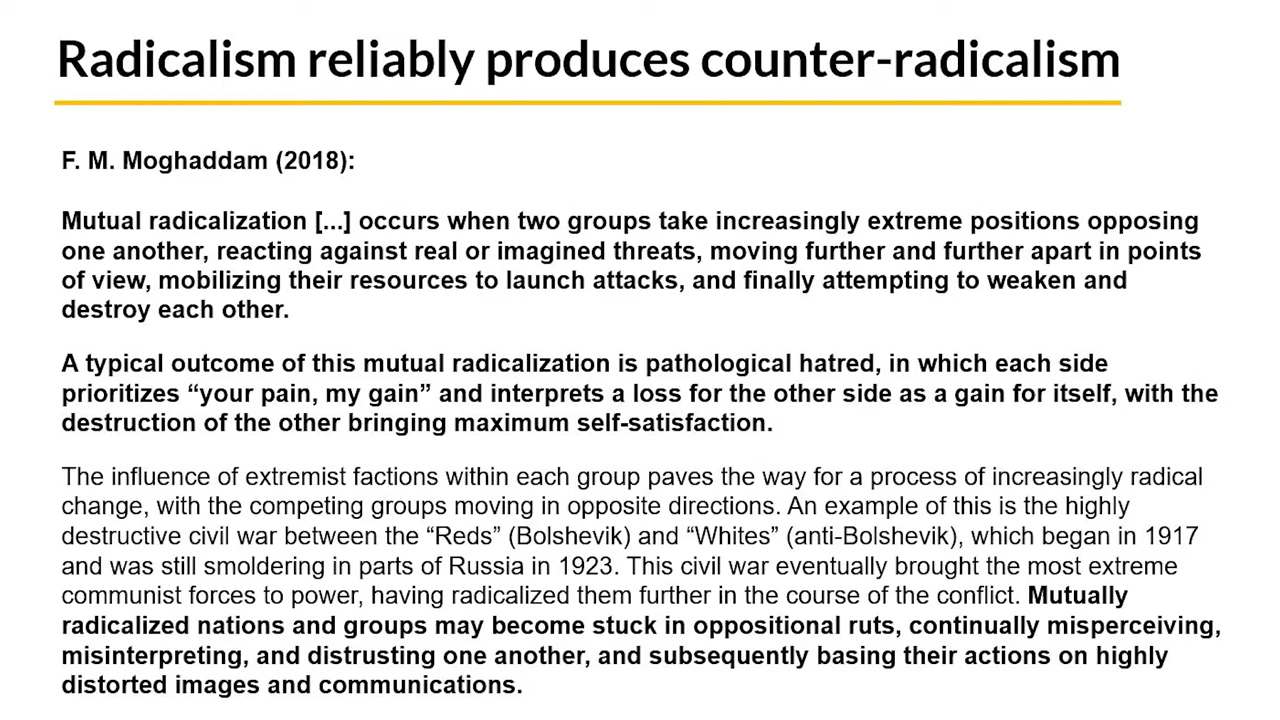 Radicalism reliably produces counter-radicalism
F. M. Moghaddam (2018):
Mutual radicalization [...] occurs when two groups take increasingly extreme positions opposing
one another, reacting against real or imagined threats, moving further and further apart in points
of view, mobilizing their resources to launch attacks, and finally attempting to weaken and
destroy each other.
A typical outcome of this mutual radicalization is pathological hatred, in which each side
prioritizes “your pain, my gain” and interprets a loss for the other side as a gain for itself, with the
destruction of the other bringing maximum self-satisfaction.
The influence of extremist factions within each group paves the way for a process of increasingly radical
change, with the competing groups moving in opposite directions. An example of this is the highly
destructive civil war between the “Reds” (Bolshevik) and “Whites” (anti-Bolshevik), which began in 1917
and was still smoldering in parts of Russia in 1923. This civil war eventually brought the most extreme
communist forces to power, having radicalized them further in the course of the conflict. Mutually
radicalized nations and groups may become stuck in oppositional ruts, continually misperceiving,
misinterpreting, and distrusting one another, and subsequently basing their actions on highly
distorted images and communications.